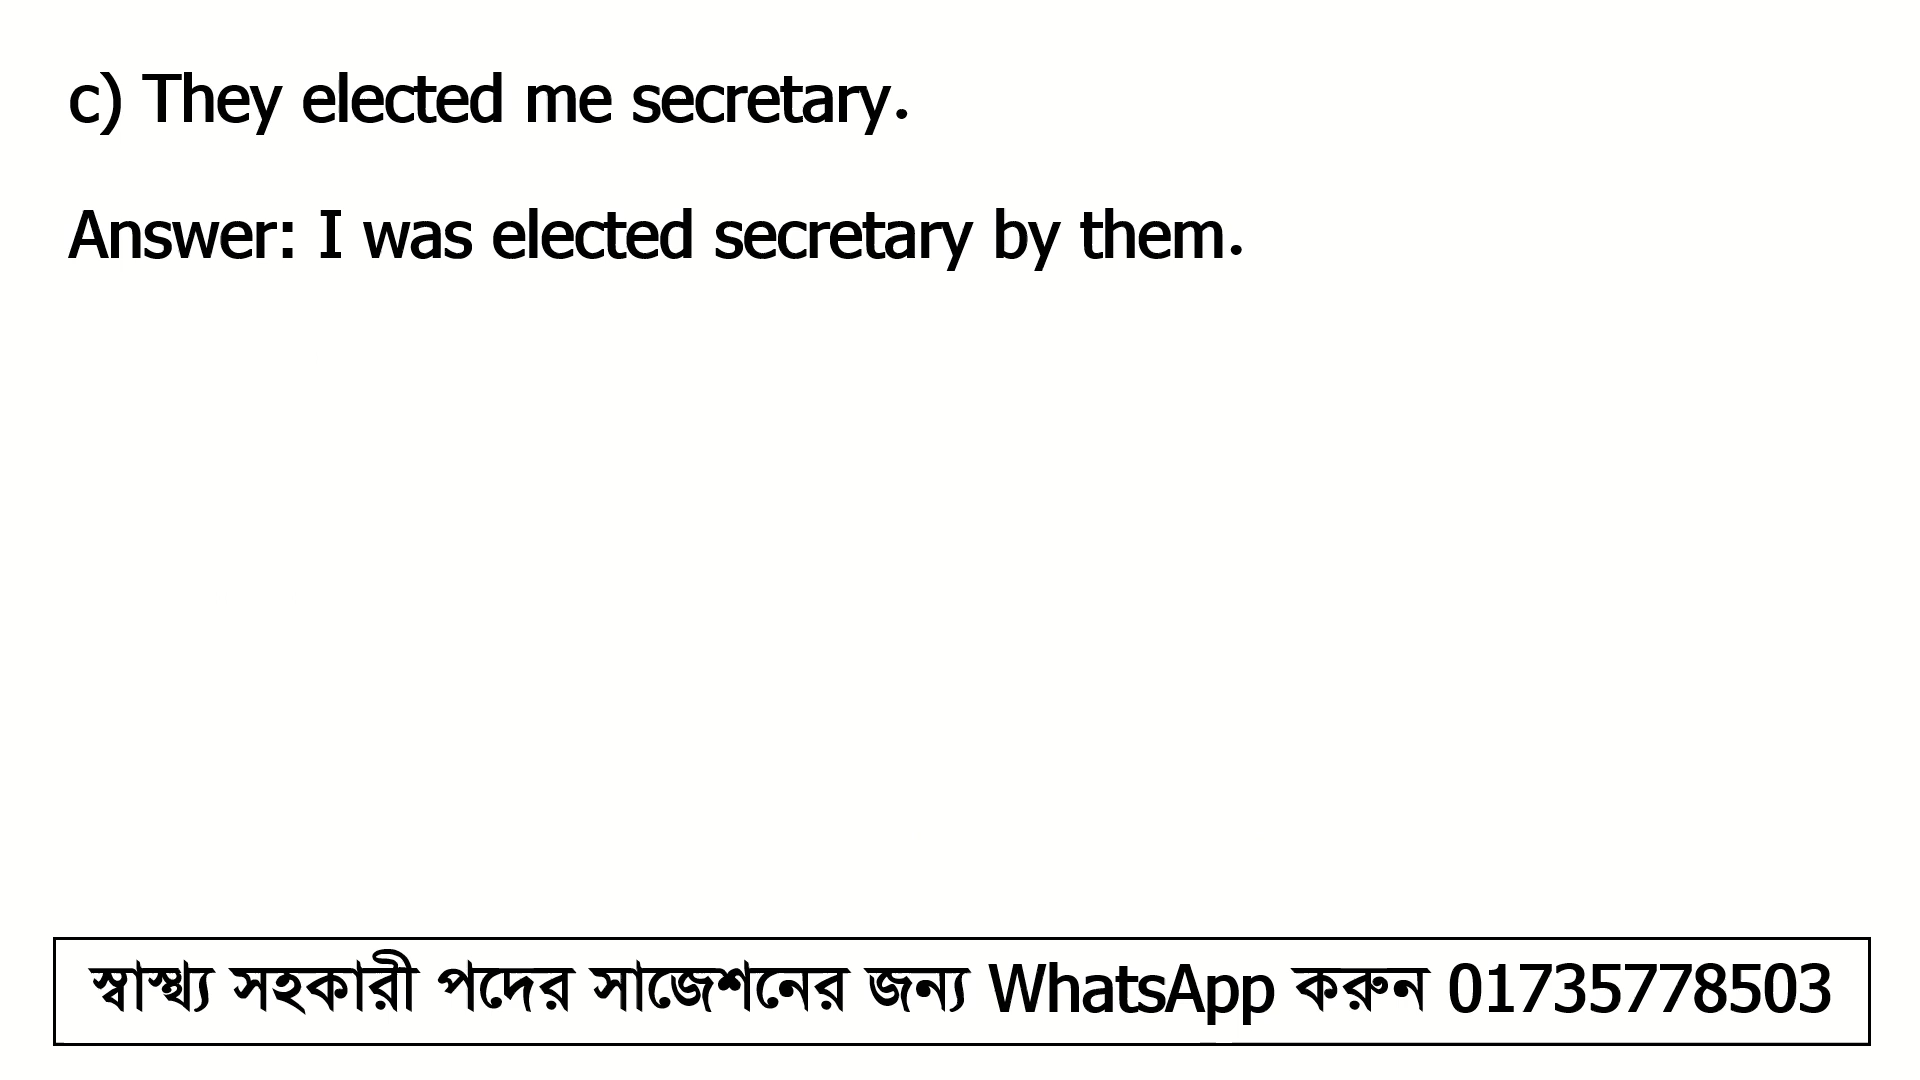 c) They elected me secretary.
Answer: I was elected secretary by them.
স্বাস্থ্য সহকারী পদের সাজেশনের জন্য WhatsApp করুন 01735778503